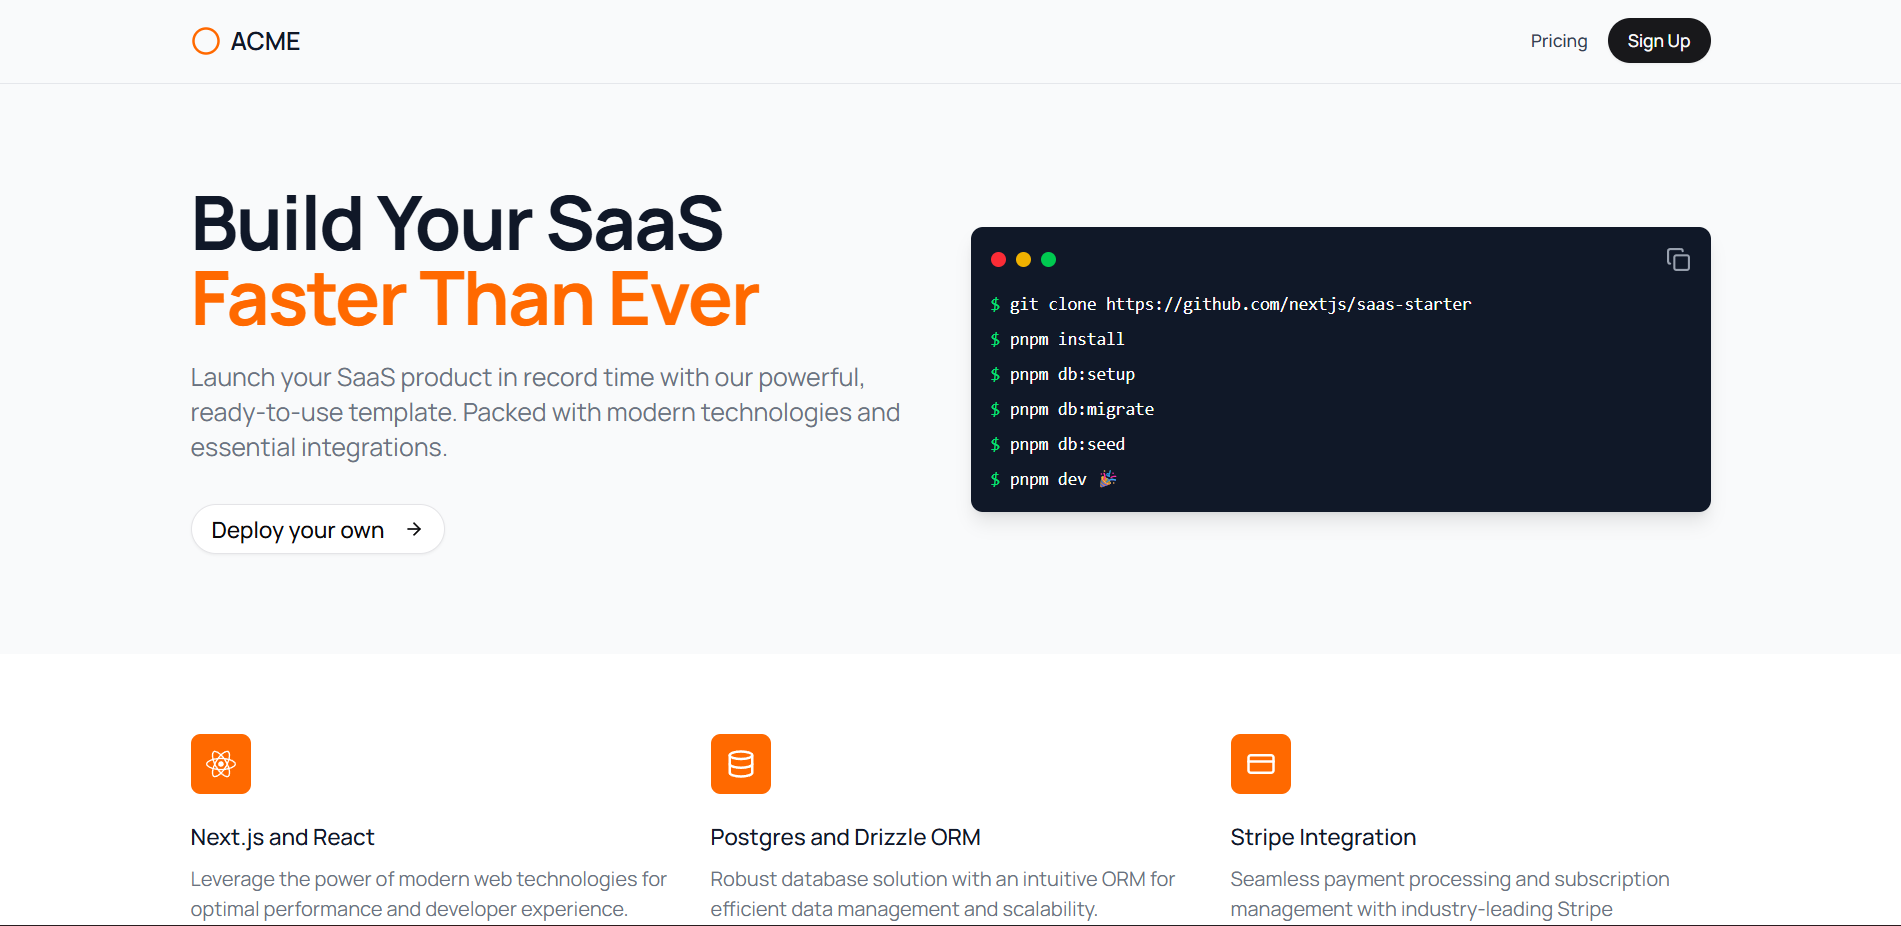 ACME
Pricing
Sign Up
Build Your SaaS
Faster Than Ever
Launch your SaaS product in record time with our powerful,
ready-to-use template. Packed with modern technologies and
essential integrations.
Deploy your own →
$ git clone https://github.com/nextjs/saas-starter
$ pnpm install
$ pnpm db:setup
$ pnpm db:migrate
$ pnpm db:seed
$ pnpm dev 🎉
Next.js and React
Leverage the power of modern web technologies for
optimal performance and developer experience.
Postgres and Drizzle ORM
Robust database solution with an intuitive ORM for
efficient data management and scalability.
Stripe Integration
Seamless payment processing and subscription
management with industry-leading Stripe